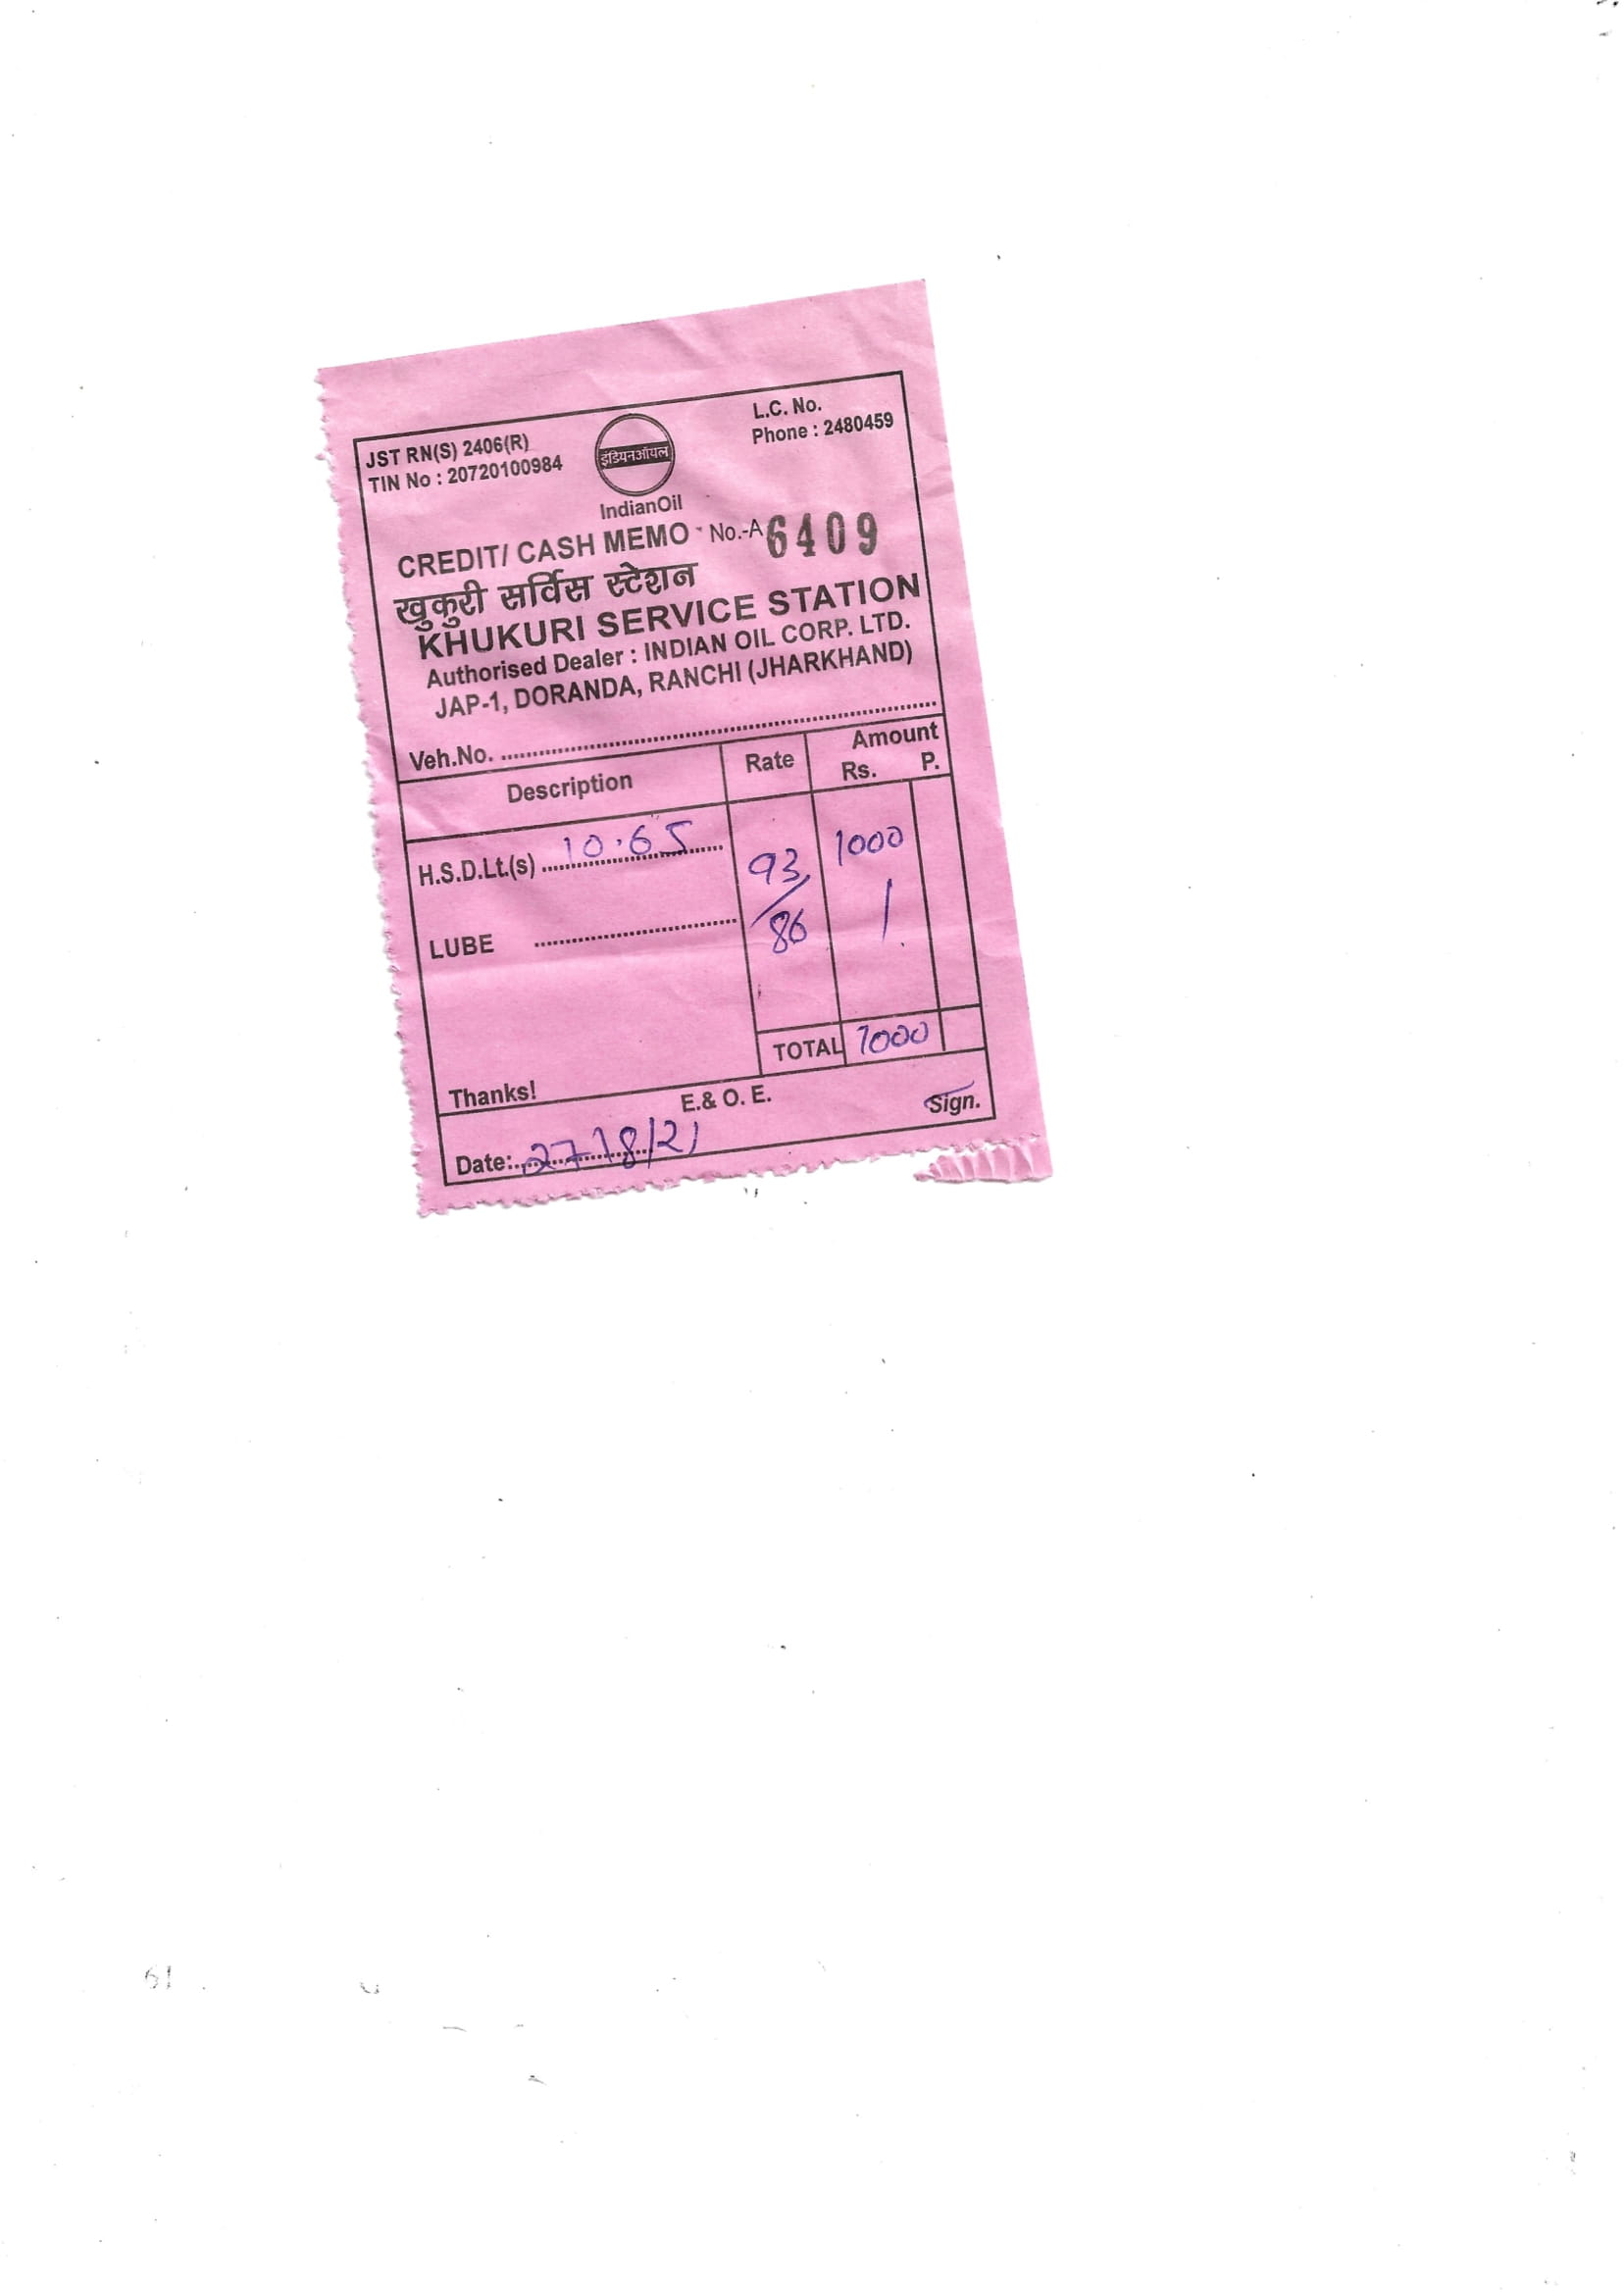 JST RN(S) 2406(R)
TIN No : 20720100984
इंडियनऑयल
IndianOil
L.C. No.
Phone : 2480459
CREDIT/ CASH MEMO No.-A 6409
खुकुरी सर्विस स्टेशन
KHUKURI SERVICE STATION
Authorised Dealer : INDIAN OIL CORP. LTD.
JAP-1, DORANDA, RANCHI (JHARKHAND)
Veh.No. ..........
Description Rate Amount
Rs. P.
H.S.D.Lt.(s) 10.65 93/86 1000
LUBE ..........
TOTAL 1000
Thanks!
E.& O. E.
Sign.
Date: 27/8/21